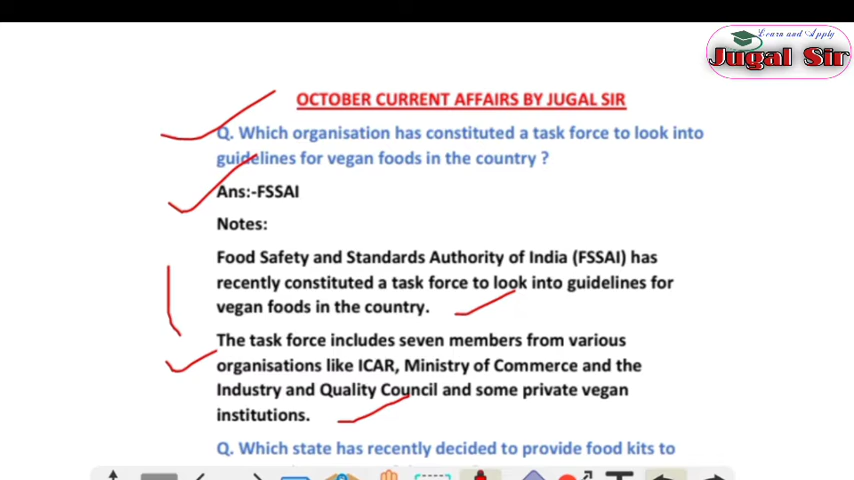 Learn and Apply
Jugal Sir
OCTOBER CURRENT AFFAIRS BY JUGAL SIR
Q. Which organisation has constituted a task force to look into
guidelines for vegan foods in the country ?
Ans:-FSSAI
Notes:
Food Safety and Standards Authority of India (FSSAI) has
recently constituted a task force to look into guidelines for
vegan foods in the country.
The task force includes seven members from various
organisations like ICAR, Ministry of Commerce and the
Industry and Quality Council and some private vegan
institutions.
Q. Which state has recently decided to provide food kits to